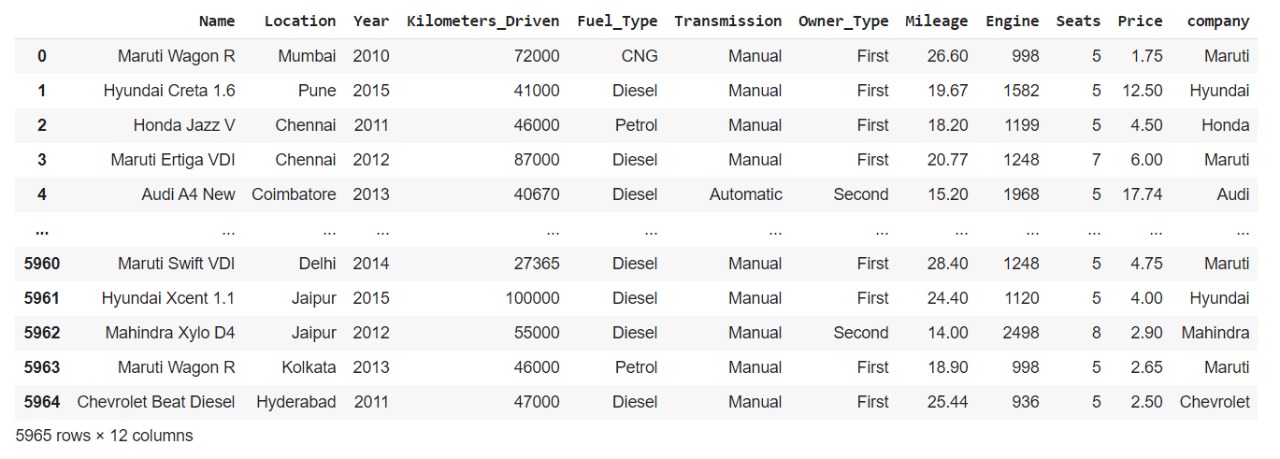 Name Location Year Kilometers_Driven Fuel_Type Transmission Owner_Type Mileage Engine Seats Price company
0 Maruti Wagon R Mumbai 2010 72000 CNG Manual First 26.60 998 5 1.75 Maruti
1 Hyundai Creta 1.6 Pune 2015 41000 Diesel Manual First 19.67 1582 5 12.50 Hyundai
2 Honda Jazz V Chennai 2011 46000 Petrol Manual First 18.20 1199 5 4.50 Honda
3 Maruti Ertiga VDI Chennai 2012 87000 Diesel Manual First 20.77 1248 7 6.00 Maruti
4 Audi A4 New Coimbatore 2013 40670 Diesel Automatic Second 15.20 1968 5 17.74 Audi
... ... ... ... ... ... ... ... ... ... ... ... ...
5960 Maruti Swift VDI Delhi 2014 27365 Diesel Manual First 28.40 1248 5 4.75 Maruti
5961 Hyundai Xcent 1.1 Jaipur 2015 100000 Diesel Manual First 24.40 1120 5 4.00 Hyundai
5962 Mahindra Xylo D4 Jaipur 2012 55000 Diesel Manual Second 14.00 2498 8 2.90 Mahindra
5963 Maruti Wagon R Kolkata 2013 46000 Petrol Manual First 18.90 998 5 2.65 Maruti
5964 Chevrolet Beat Diesel Hyderabad 2011 47000 Diesel Manual First 25.44 936 5 2.50 Chevrolet
5965 rows × 12 columns